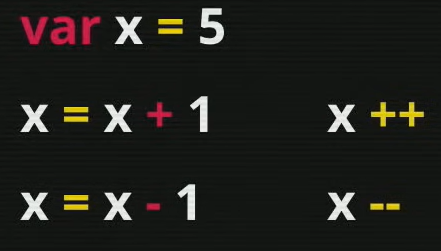 var x = 5
x = x + 1 x ++
x = x - 1 x --